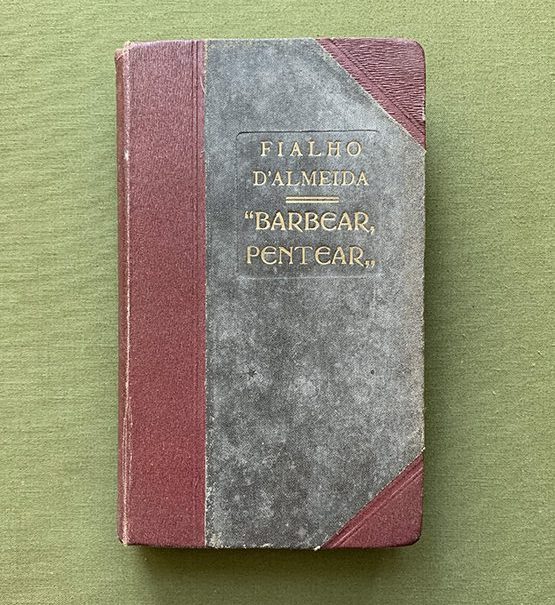 FIALHO
D'ALMEIDA
“BARBEAR,
PENTEAR„